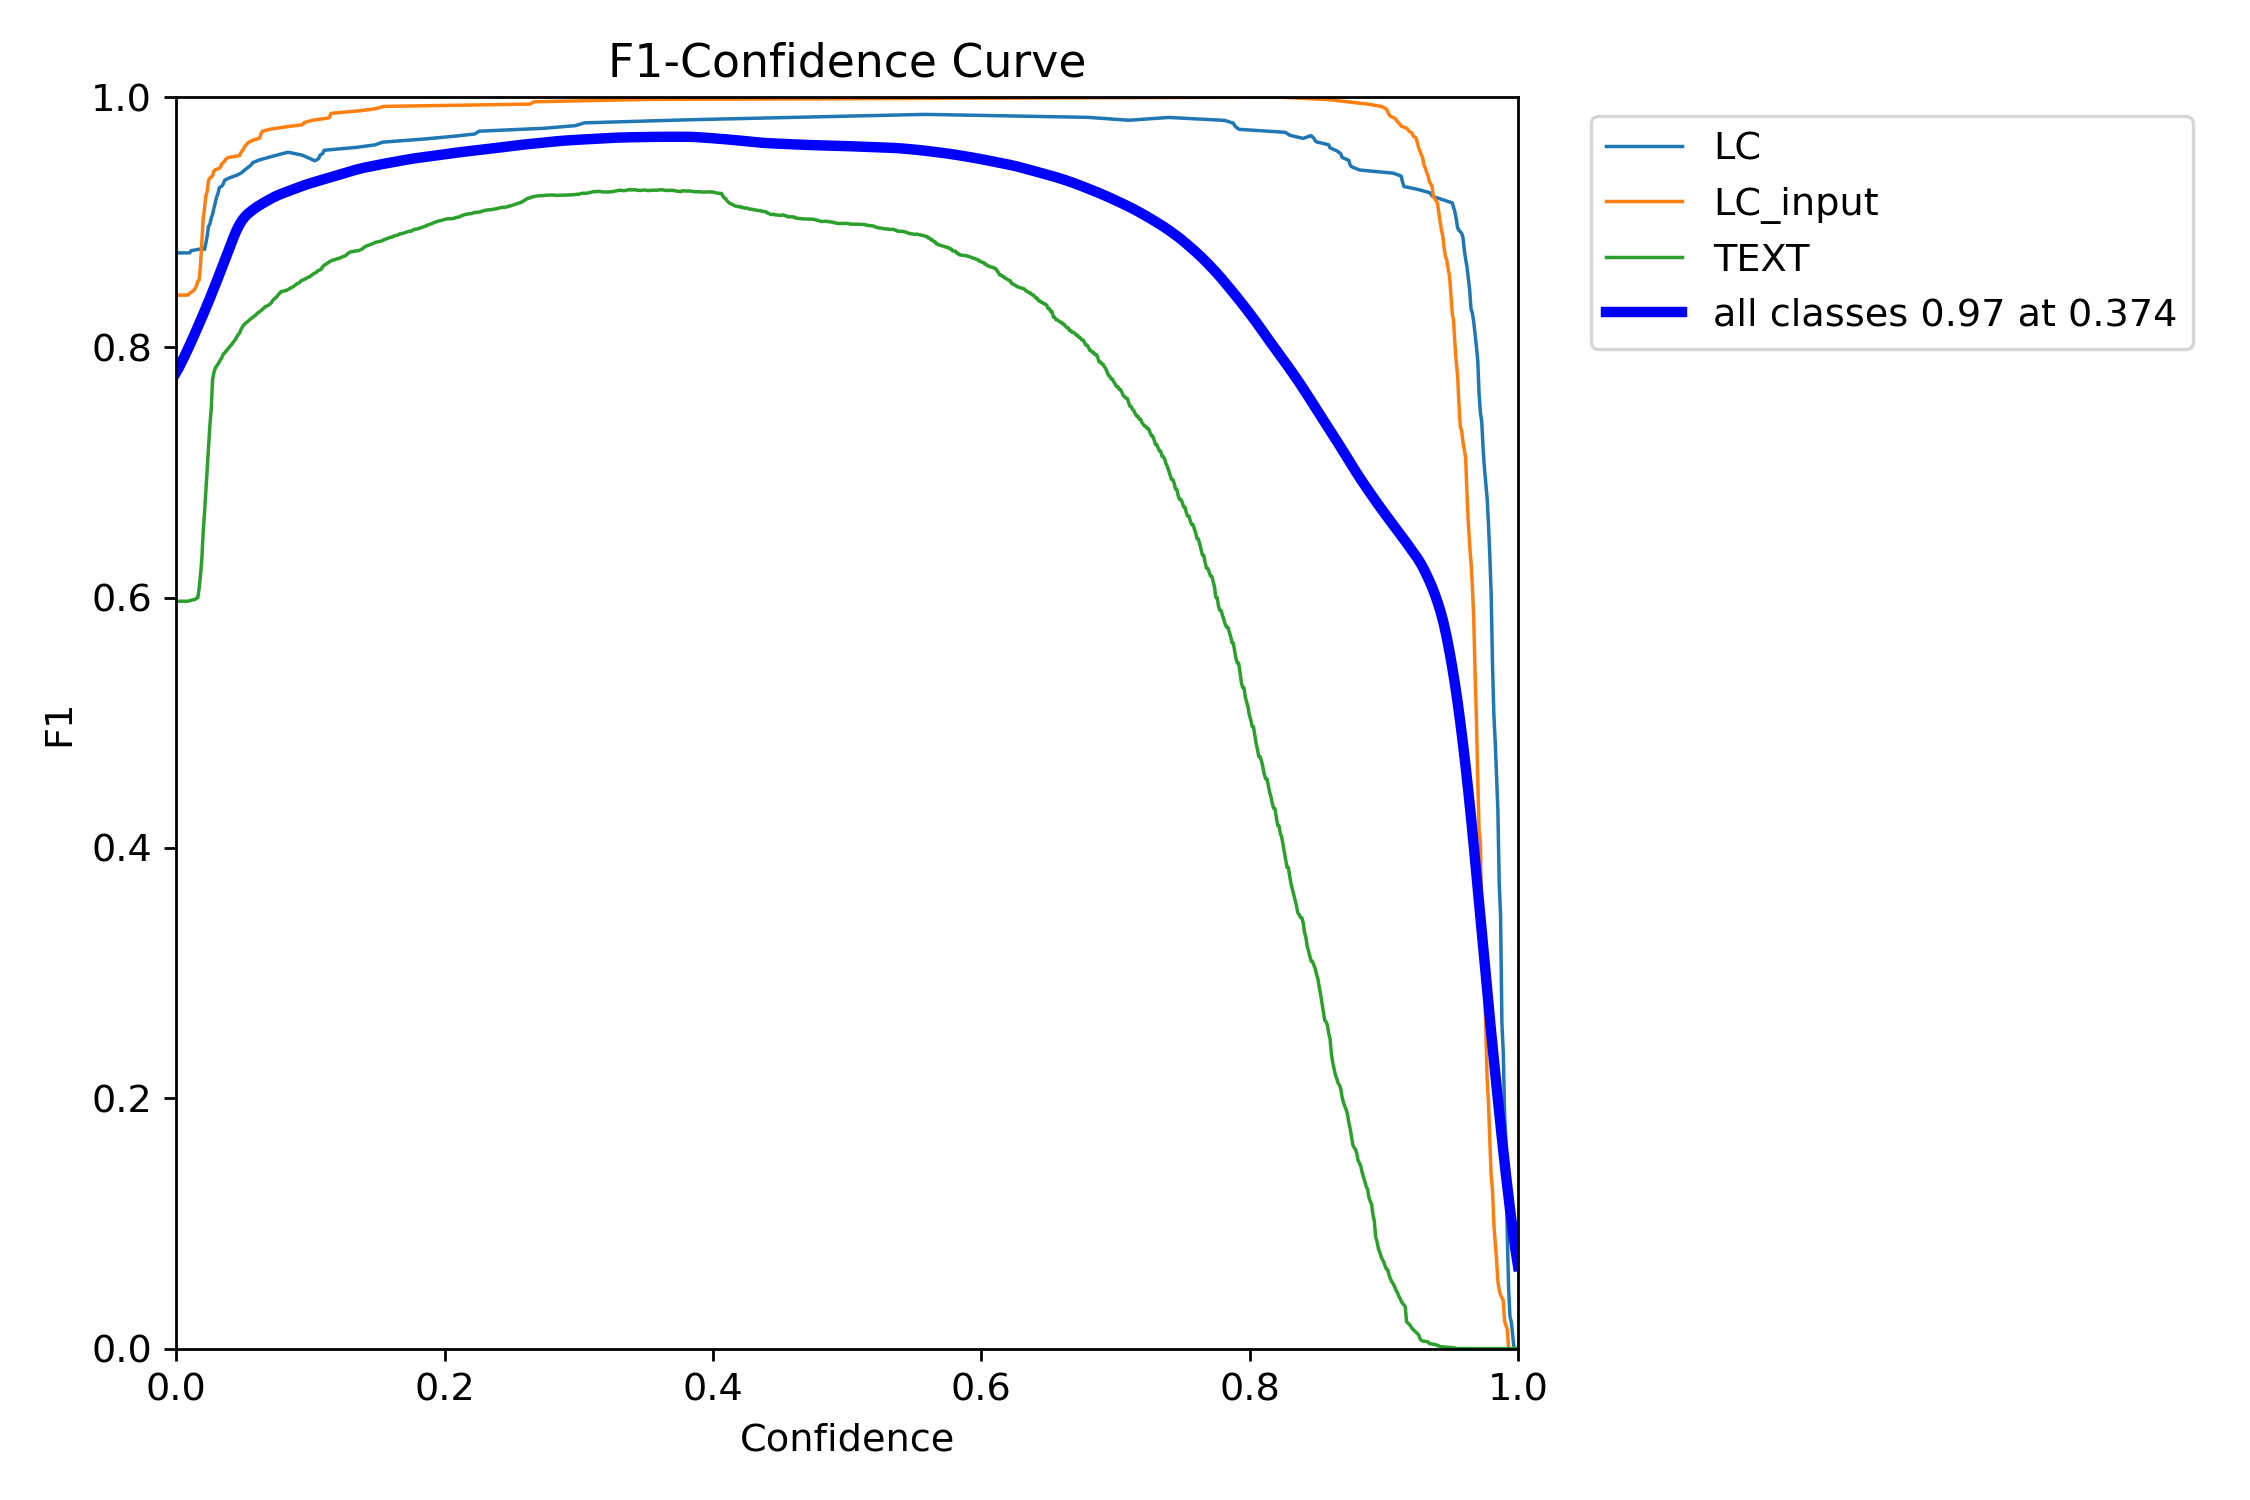 F1-Confidence Curve
1.0
0.8
0.6
0.4
0.2
0.0
F1
0.0 0.2 0.4 0.6 0.8 1.0
Confidence
LC
LC_input
TEXT
all classes 0.97 at 0.374